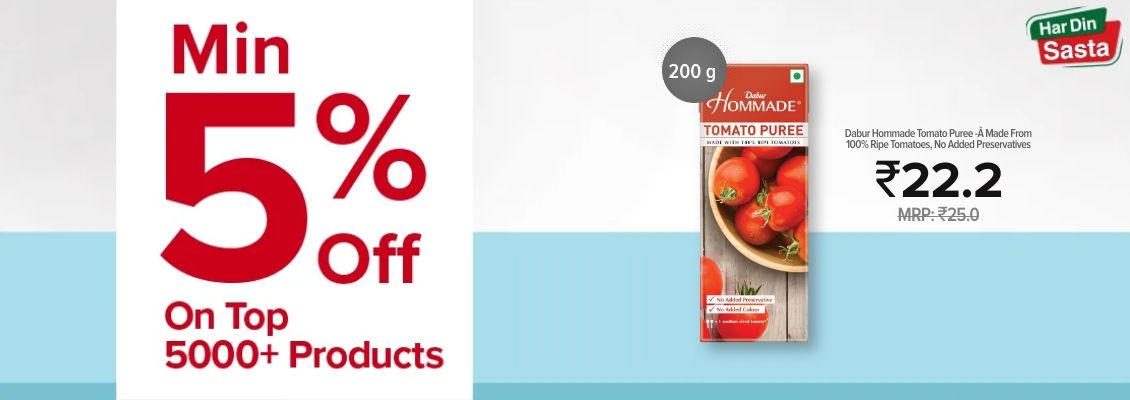 Min
5%
Off
On Top
5000+ Products
200 g
Dabur
HOMMADE®
TOMATO PUREE
MADE WITH 100% RIPE TOMATOES
No Added Preservative
No Added Colour
Har Din
Sasta
Dabur Hommade Tomato Puree -Â Made From
100% Ripe Tomatoes, No Added Preservatives
₹22.2
MRP: ₹25.0